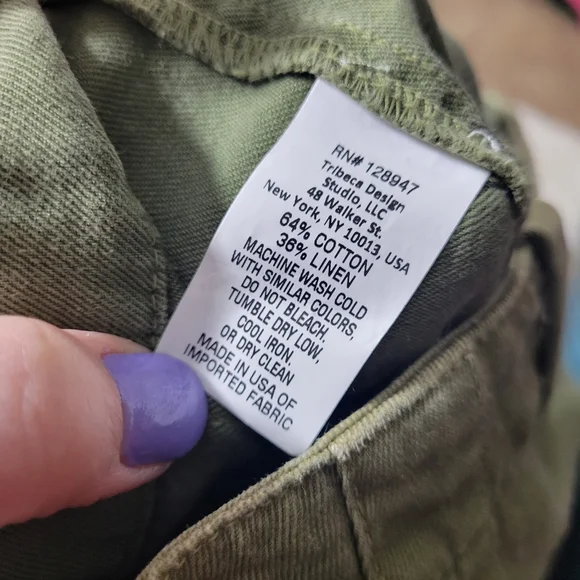 RN# 128947
Tribeca Design
Studio, LLC
48 Walker St.
New York, NY 10013, USA
64% COTTON
36% LINEN
MACHINE WASH COLD
WITH SIMILAR COLORS,
DO NOT BLEACH,
TUMBLE DRY LOW,
COOL IRON,
OR DRY CLEAN
MADE IN USA OF
IMPORTED FABRIC